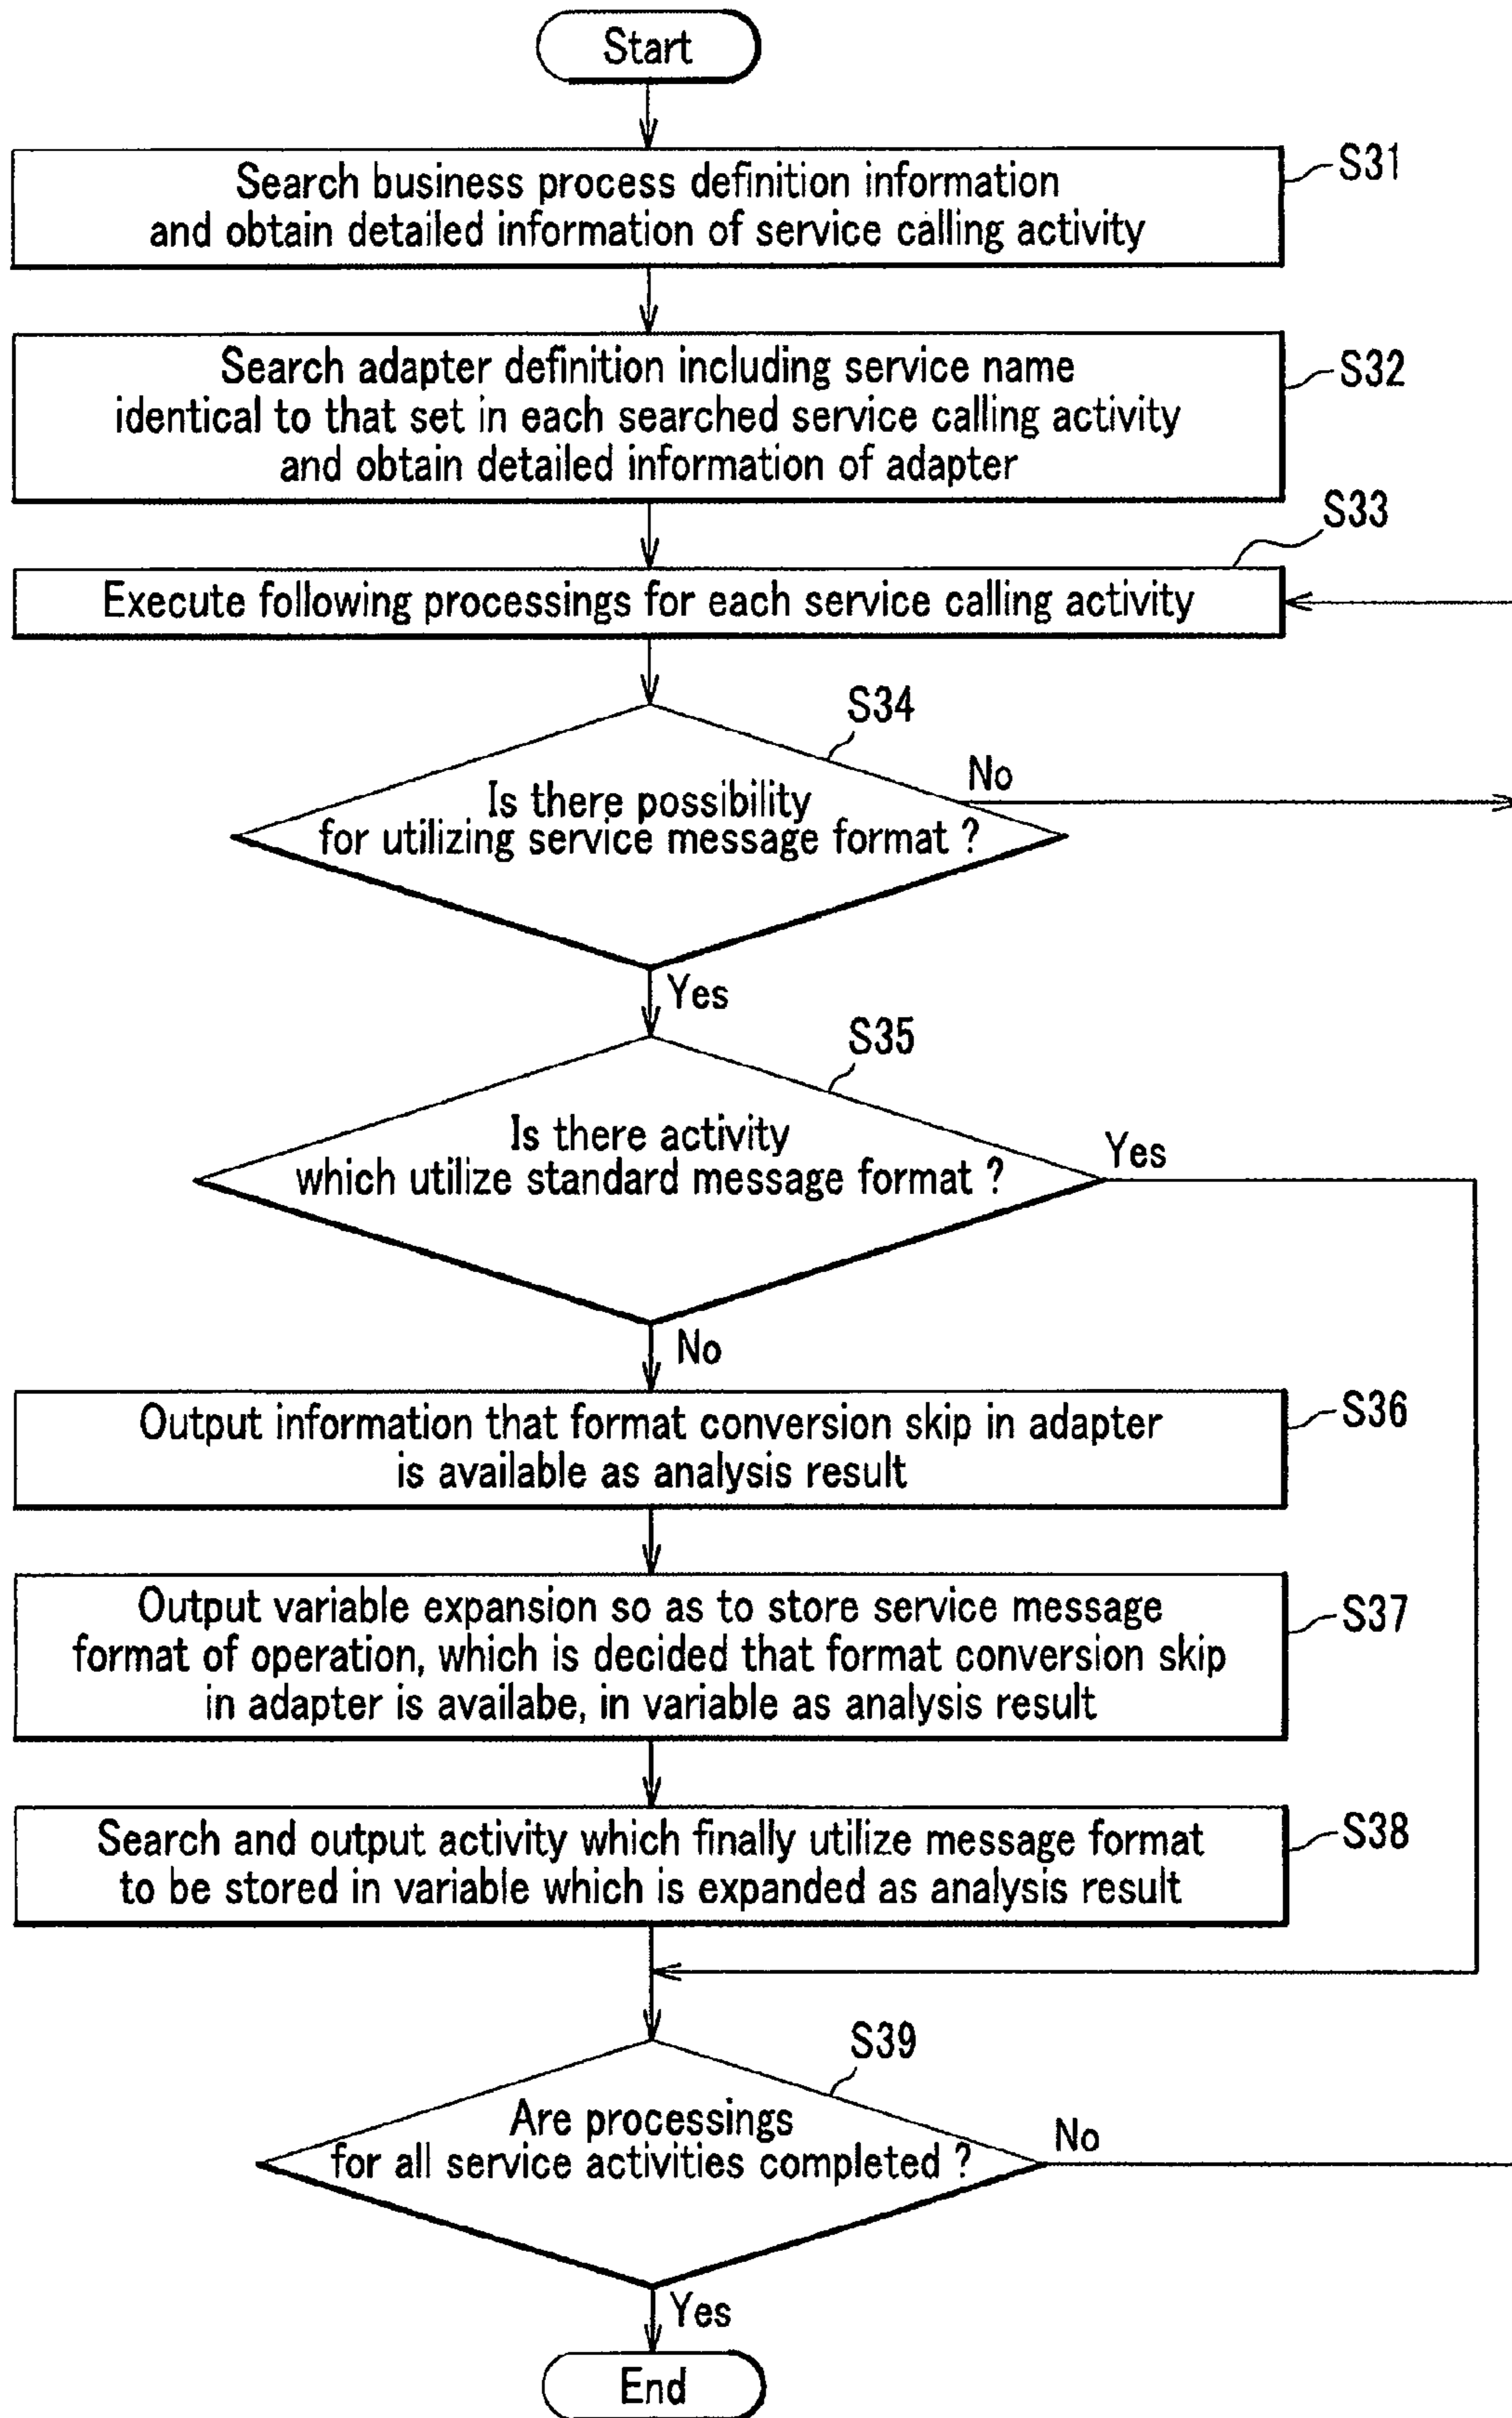 Start
Search business process definition information
and obtain detailed information of service calling activity
S31
Search adapter definition including service name
identical to that set in each searched service calling activity
and obtain detailed information of adapter
S32
S33
Execute following processings for each service calling activity
S34
Is there possibility
for utilizing service message format ?
No
Yes
S35
Is there activity
which utilize standard message format ?
Yes
No
Output information that format conversion skip in adapter
is available as analysis result
S36
Output variable expansion so as to store service message
format of operation, which is decided that format conversion skip
in adapter is availabe, in variable as analysis result
S37
Search and output activity which finally utilize message format
to be stored in variable which is expanded as analysis result
S38
S39
Are processings
for all service activities completed ?
No
Yes
End